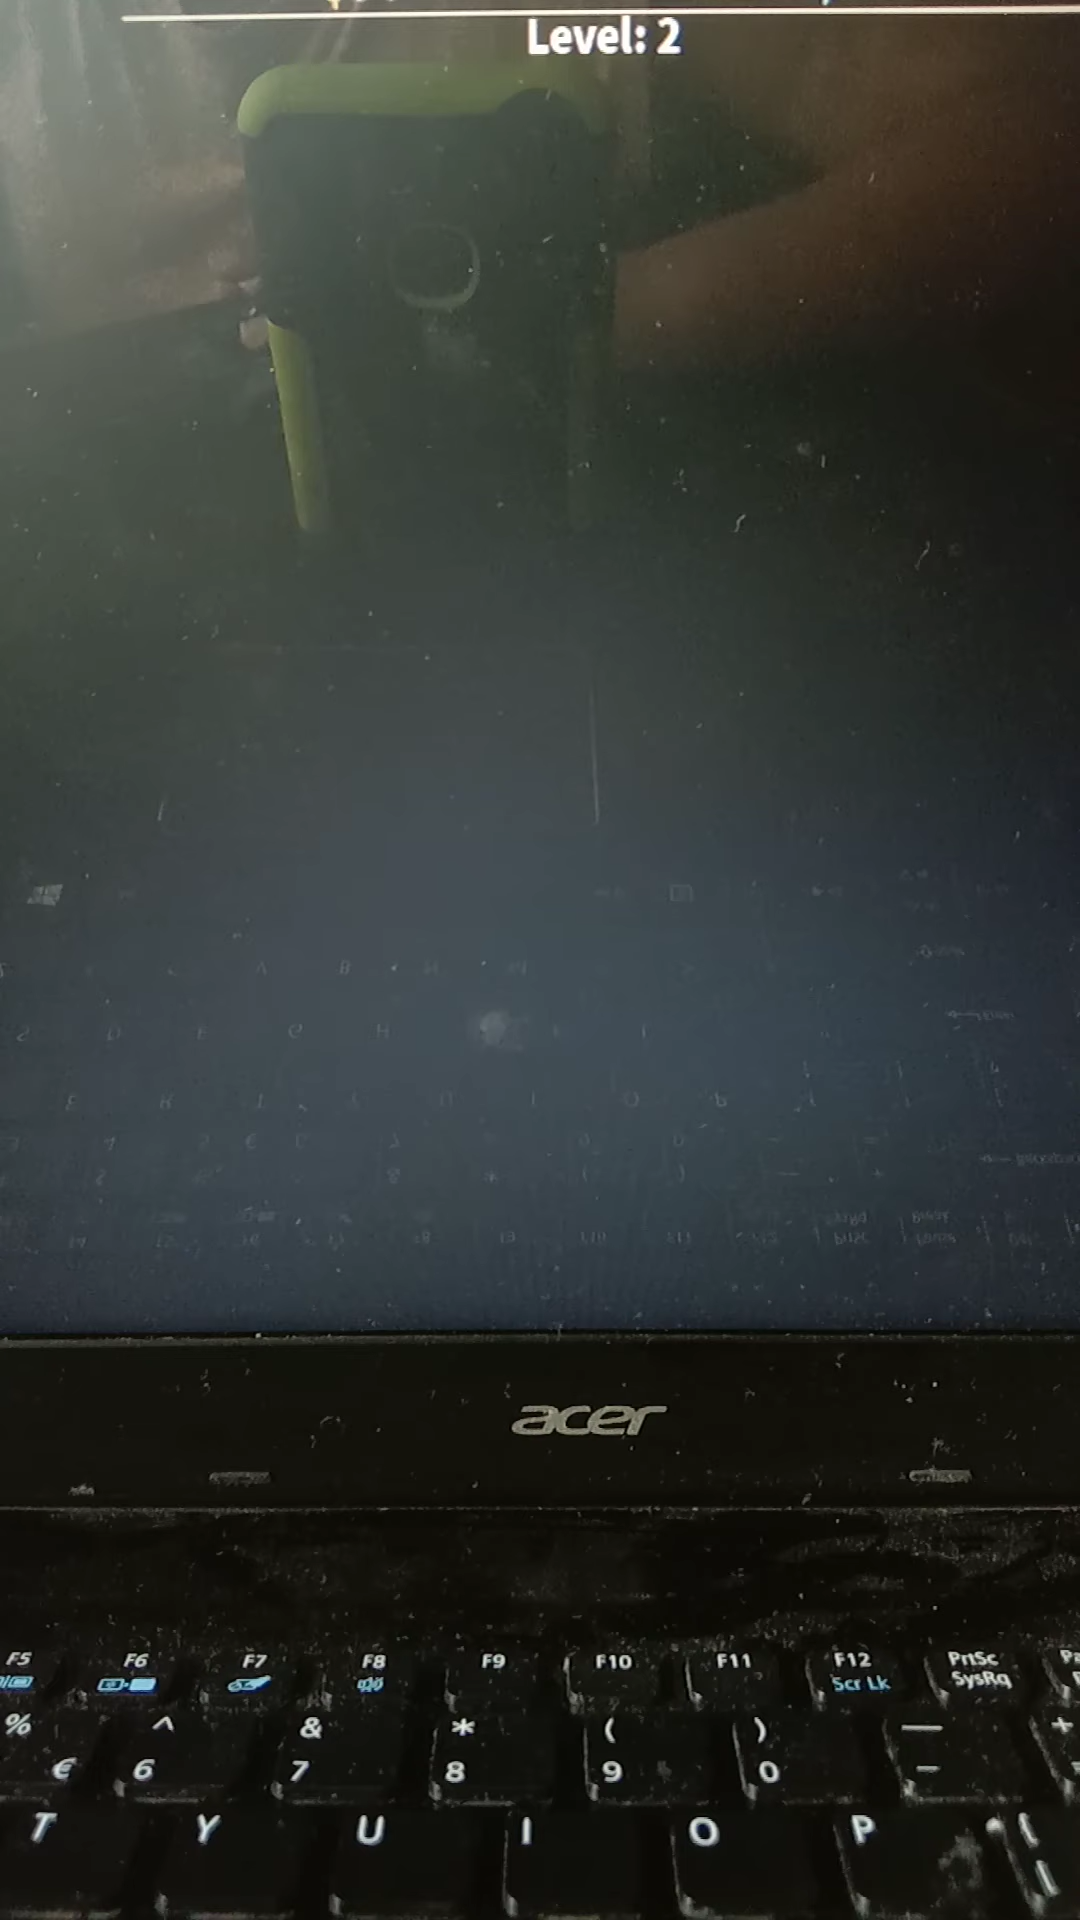 Level: 2
acer
F5 F6 F7 F8 F9 F10 F11 F12 PrtSc
Scr Lk SysRq
% ^ & * ( ) — +
€ 6 7 8 9 0 -
T Y U I O P [